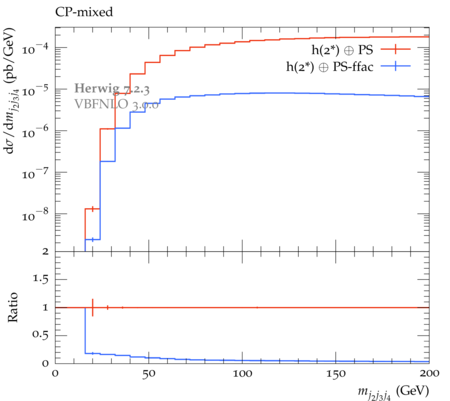 CP-mixed
dσ/dm_{j₂j₃j₄} (pb/GeV)
10⁻⁴
10⁻⁵
10⁻⁶
10⁻⁷
10⁻⁸
h(2*) ⊕ PS
h(2*) ⊕ PS-ffac
Herwig 7.2.3
VBFNLO 3.0.0
Ratio
2
1.5
1
0.5
0
0 50 100 150 200
m_{j₂j₃j₄} (GeV)